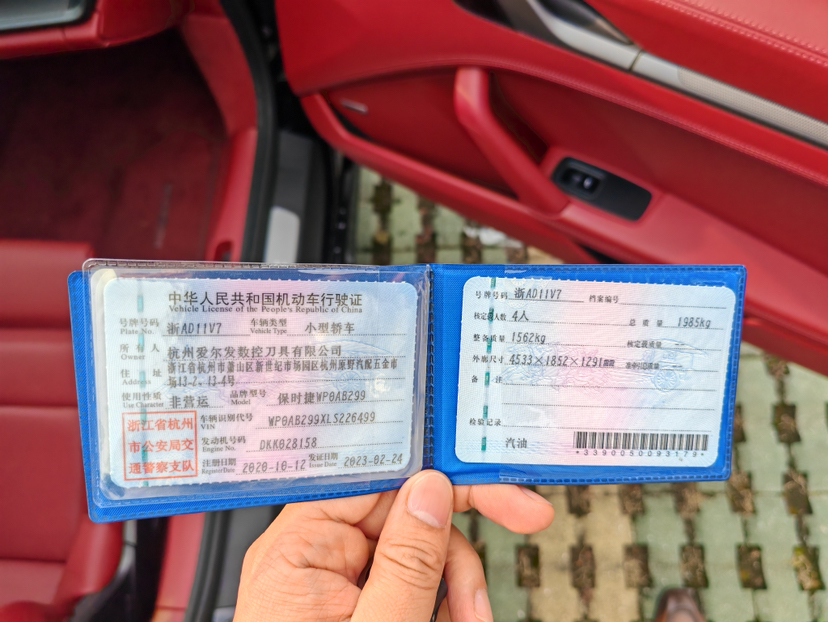 中华人民共和国机动车行驶证
Vehicle License of the People's Republic of China
号牌号码 浙AD11V7 车辆类型 小型轿车
Plate No. Vehicle Type
所有人 杭州爱尔发数控刀具有限公司
Owner
住址 浙江省杭州市萧山区新世纪市场园区杭州原野汽配五金市
Address 场13-2、13-4号
使用性质 非营运 品牌型号 保时捷WP0AB299
Use Character Model
浙江省杭州
市公安局交
通警察支队
车辆识别代号 WP0AB299XLS226499
VIN
发动机号码 DKK028158
Engine No.
注册日期 2020-10-12 发证日期 2023-02-24
Register Date Issue Date
号牌号码 浙AD11V7 档案编号
核定载人数 4人 总质量 1985kg
整备质量 1562kg 核定载质量 --
外廓尺寸 4533×1852×1291mm 准牵引总质量 --
备注
检验记录
汽油
*3390050093179*